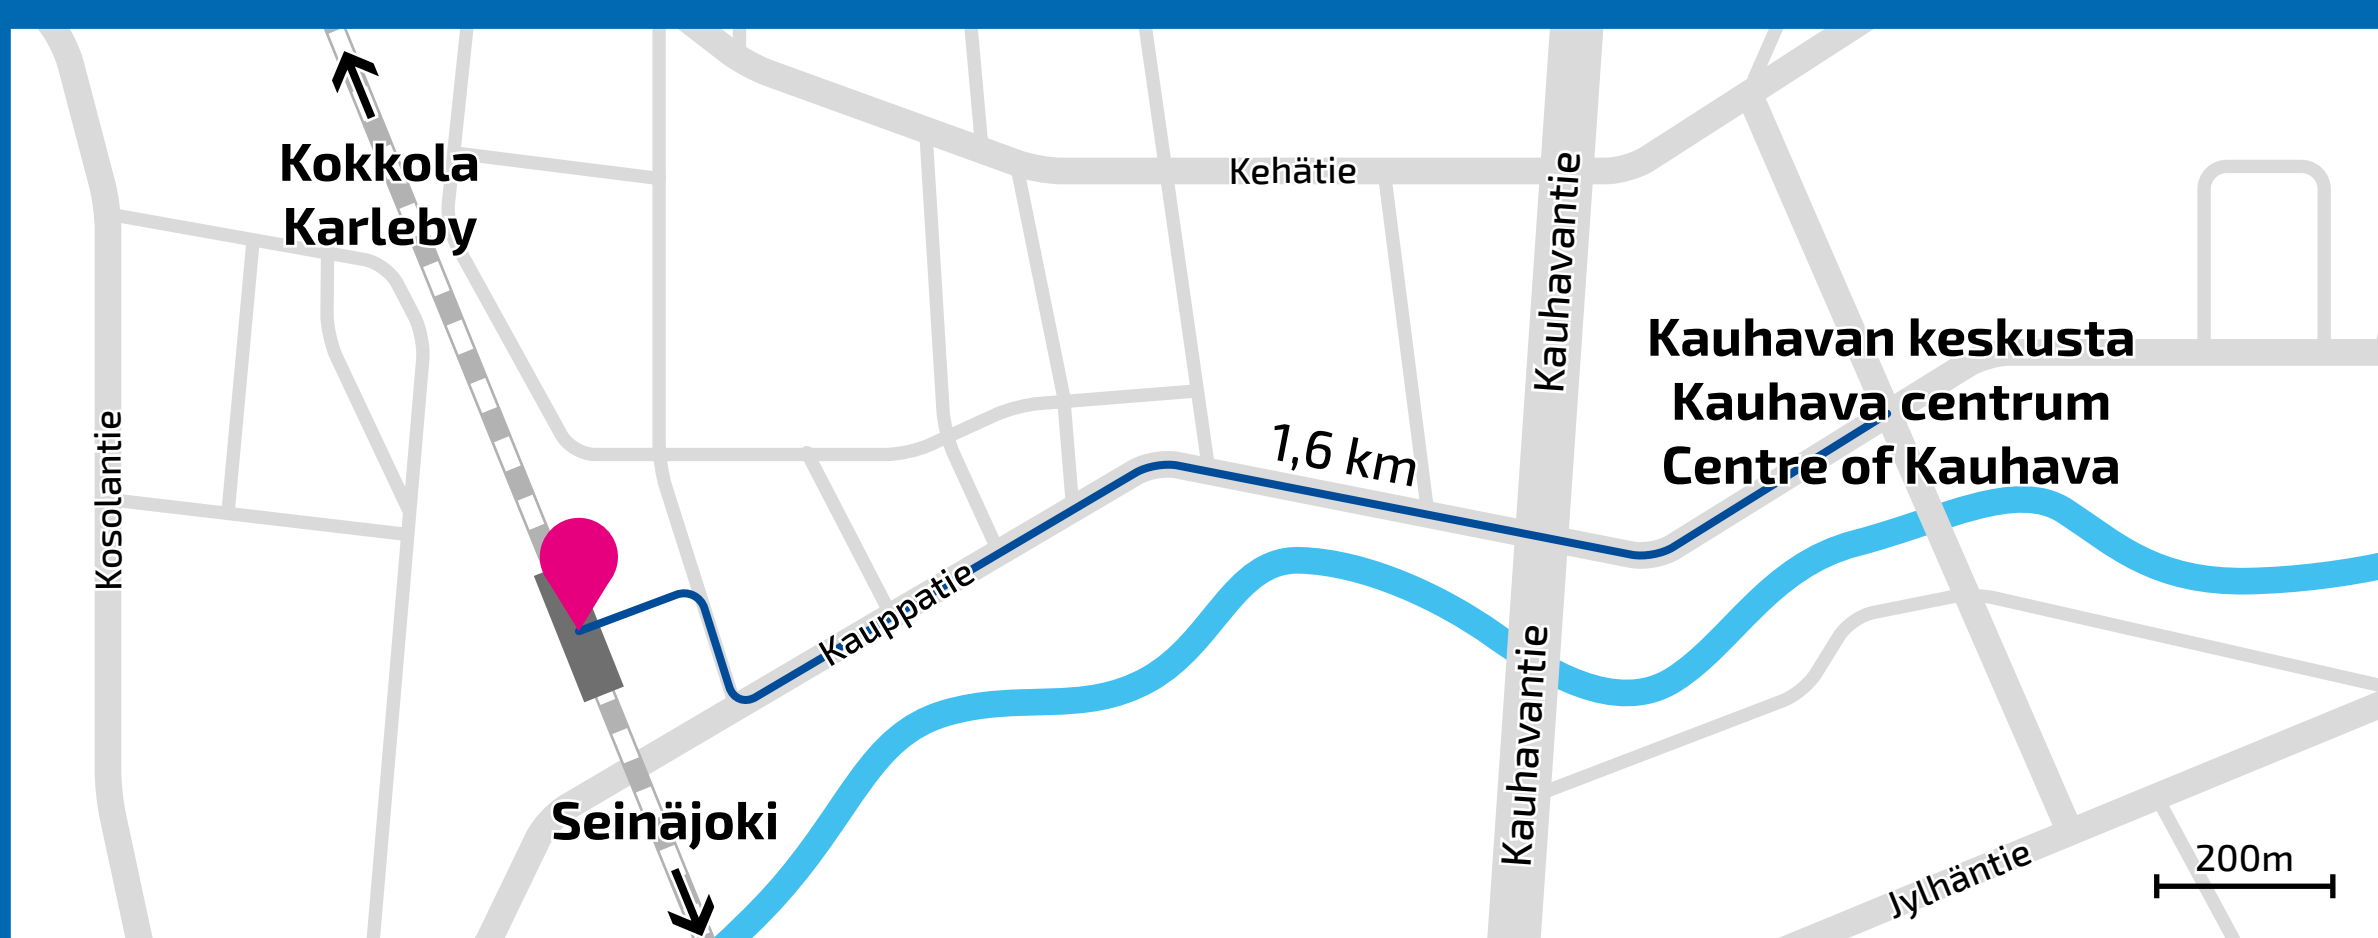 Kokkola
Karleby
Kehätie
Kauhavantie
Kauhavan keskusta
Kauhava centrum
Centre of Kauhava
1,6 km
Kosolantie
Kauppatie
Kauhavantie
Seinäjoki
Jylhäntie
200m